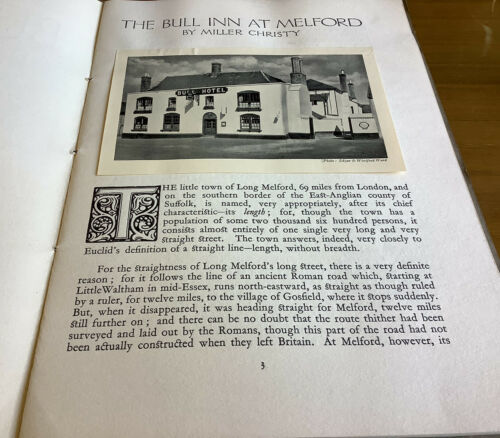 THE BULL INN AT MELFORD
BY MILLER CHRISTY
BULL HOTEL
Photo - Edgar & Winifred Ward
THE little town of Long Melford, 69 miles from London, and
on the southern border of the East-Anglian county of
Suffolk, is named, very appropriately, after its chief
characteristic—its length; for, though the town has a
population of some two thousand six hundred persons, it
consists almost entirely of one single very long and very
straight street. The town answers, indeed, very closely to
Euclid's definition of a straight line—length, without breadth.
For the straightness of Long Melford's long street, there is a very definite
reason; for it follows the line of an ancient Roman road which, starting at
Little Waltham in mid-Essex, runs north-eastward, as straight as though ruled
by a ruler, for twelve miles, to the village of Gosfield, where it stops suddenly.
But, when it disappeared, it was heading straight for Melford, twelve miles
still further on; and there can be no doubt that the route thither had been
surveyed and laid out by the Romans, though this part of the road had not
been actually constructed when they left Britain. At Melford, however, its
3